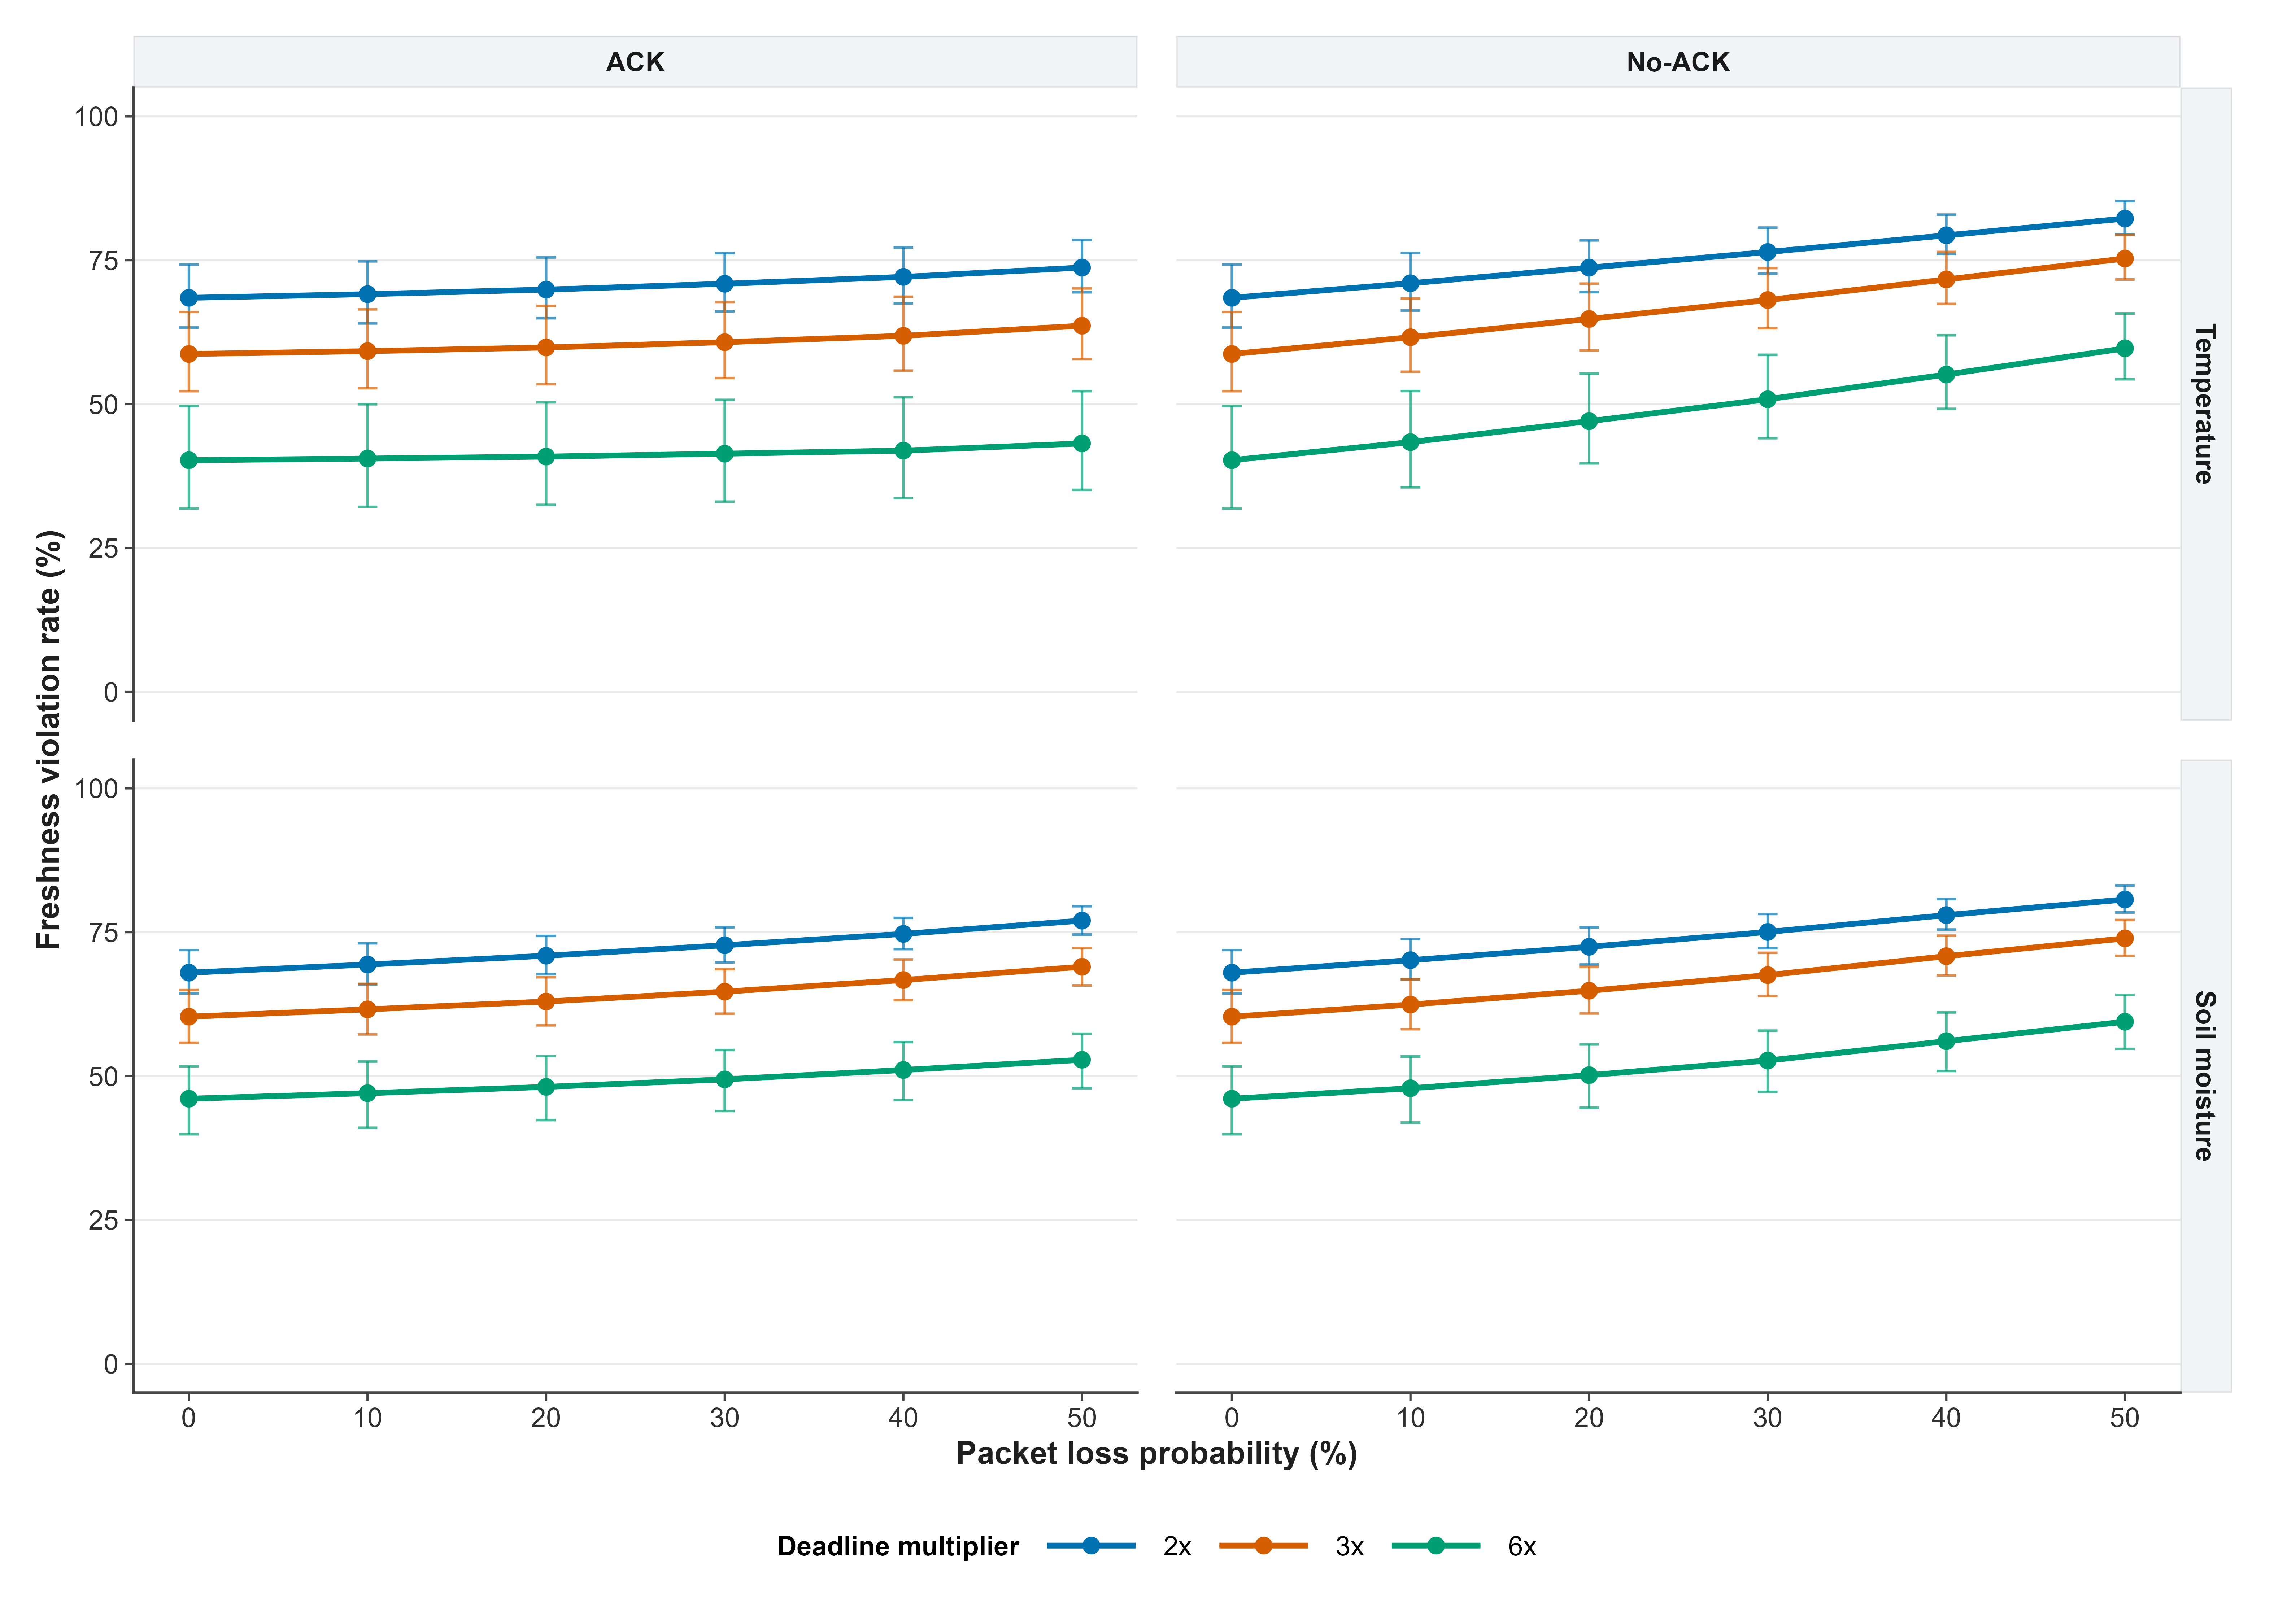 ACK
No-ACK
100
75
50
25
0
Temperature
Freshness violation rate (%)
100
75
50
25
0
Soil moisture
0 10 20 30 40 50 0 10 20 30 40 50
Packet loss probability (%)
Deadline multiplier 2x 3x 6x